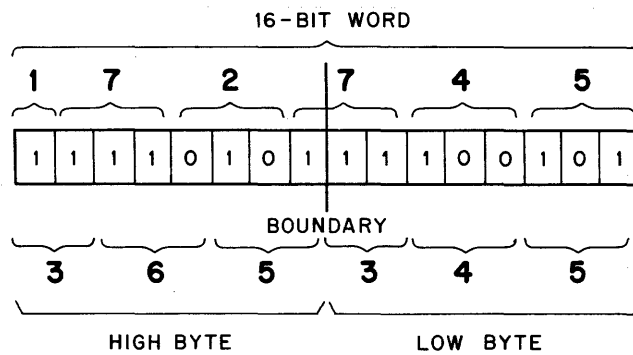 16-BIT WORD
1 7 2 7 4 5
1 1 1 1 0 1 0 1 1 1 1 0 0 1 0 1
BOUNDARY
3 6 5 3 4 5
HIGH BYTE LOW BYTE